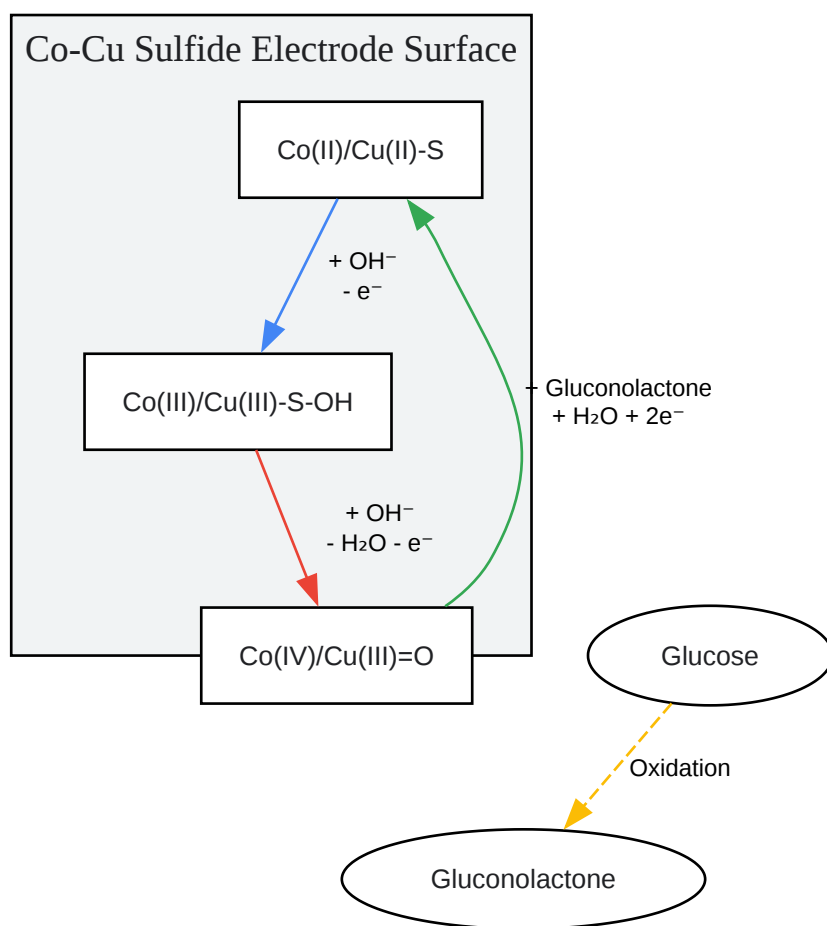 Co-Cu Sulfide Electrode Surface
Co(II)/Cu(II)-S
+ OH⁻
- e⁻
Co(III)/Cu(III)-S-OH
+ Gluconolactone
+ H₂O + 2e⁻
+ OH⁻
- H₂O - e⁻
Co(IV)/Cu(III)=O
Glucose
Oxidation
Gluconolactone